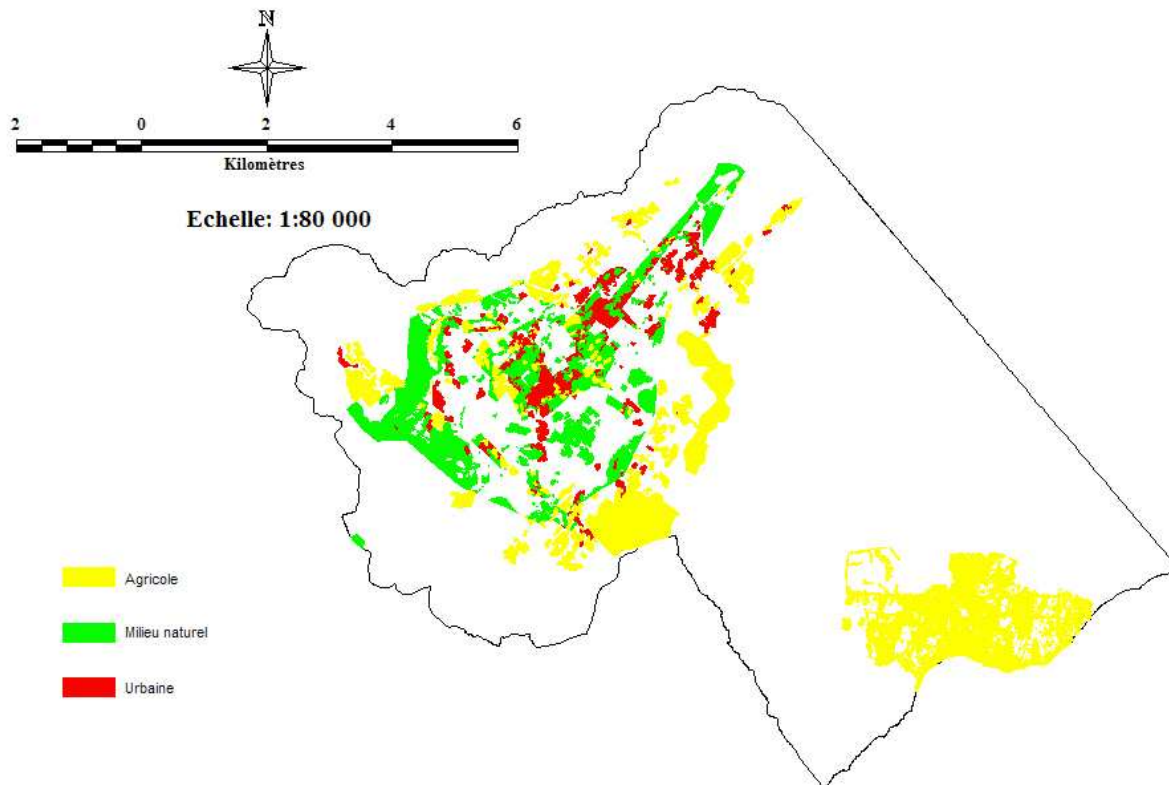 N
2 0 2 4 6
Kilomètres
Echelle: 1:80 000
Agricole
Milieu naturel
Urbaine